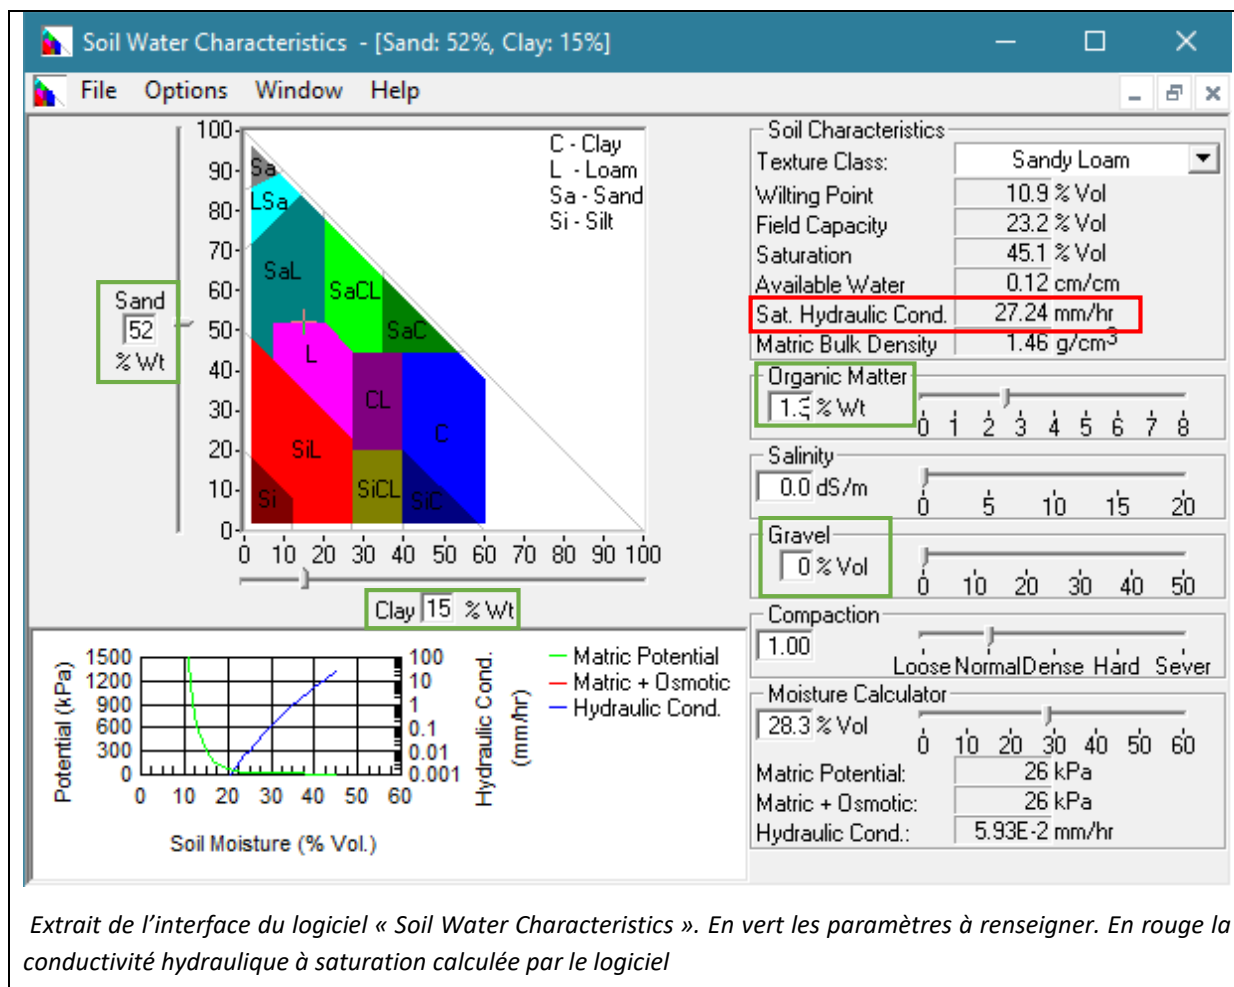 Soil Water Characteristics - [Sand: 52%, Clay: 15%]
File Options Window Help
100
90
80
70
60
50
40
30
20
10
0
0 10 20 30 40 50 60 70 80 90 100
C - Clay
L - Loam
Sa - Sand
Si - Silt
Sa
LSa
SaL
SaCL
SaC
L
CL
C
SiL
SiCL
SiC
Si
Sand
52
% Wt
Clay 15 % Wt
Soil Characteristics
Texture Class: Sandy Loam
Wilting Point 10.9 % Vol
Field Capacity 23.2 % Vol
Saturation 45.1 % Vol
Available Water 0.12 cm/cm
Sat. Hydraulic Cond. 27.24 mm/hr
Matric Bulk Density 1.46 g/cm3
Organic Matter
% Wt
0 1 2 3 4 5 6 7 8
Salinity
0.0 dS/m
0 5 10 15 20
Gravel
0 % Vol
0 10 20 30 40 50
Compaction
1.00
Loose Normal Dense Hard Sever
Moisture Calculator
28.3 % Vol
0 10 20 30 40 50 60
Matric Potential: 26 kPa
Matric + Osmotic: 26 kPa
Hydraulic Cond.: 5.93E-2 mm/hr
Potential (kPa)
1500
1200
900
600
300
0
0 10 20 30 40 50 60
Soil Moisture (% Vol.)
100
10
1
0.1
0.01
0.001
Hydraulic Cond.
(mm/hr)
Matric Potential
Matric + Osmotic
Hydraulic Cond.
Extrait de l’interface du logiciel « Soil Water Characteristics ». En vert les paramètres à renseigner. En rouge la
conductivité hydraulique à saturation calculée par le logiciel